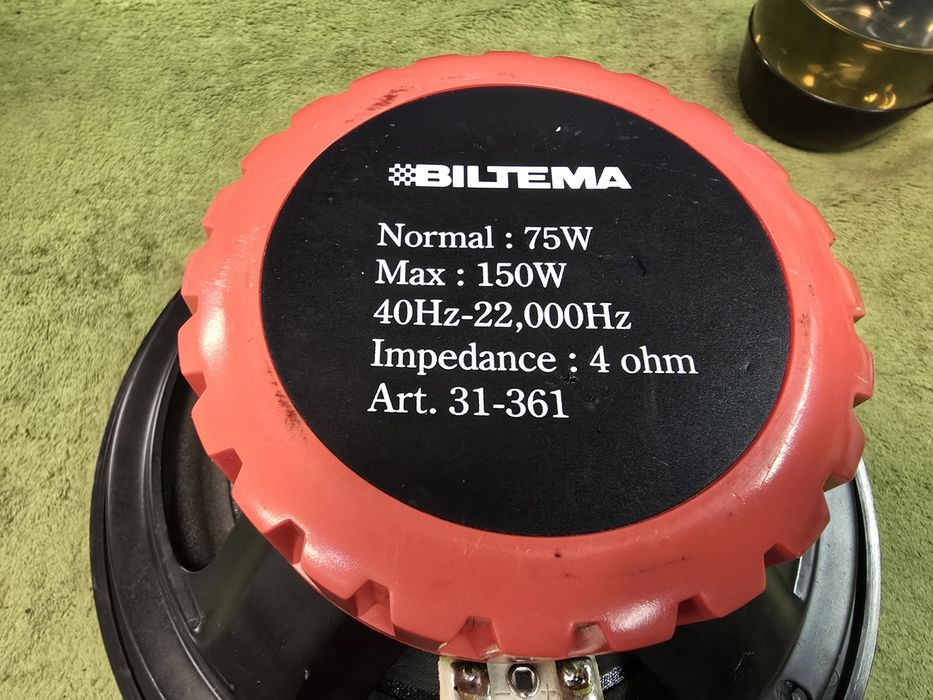 BILTEMA
Normal : 75W
Max : 150W
40Hz-22,000Hz
Impedance : 4 ohm
Art. 31-361